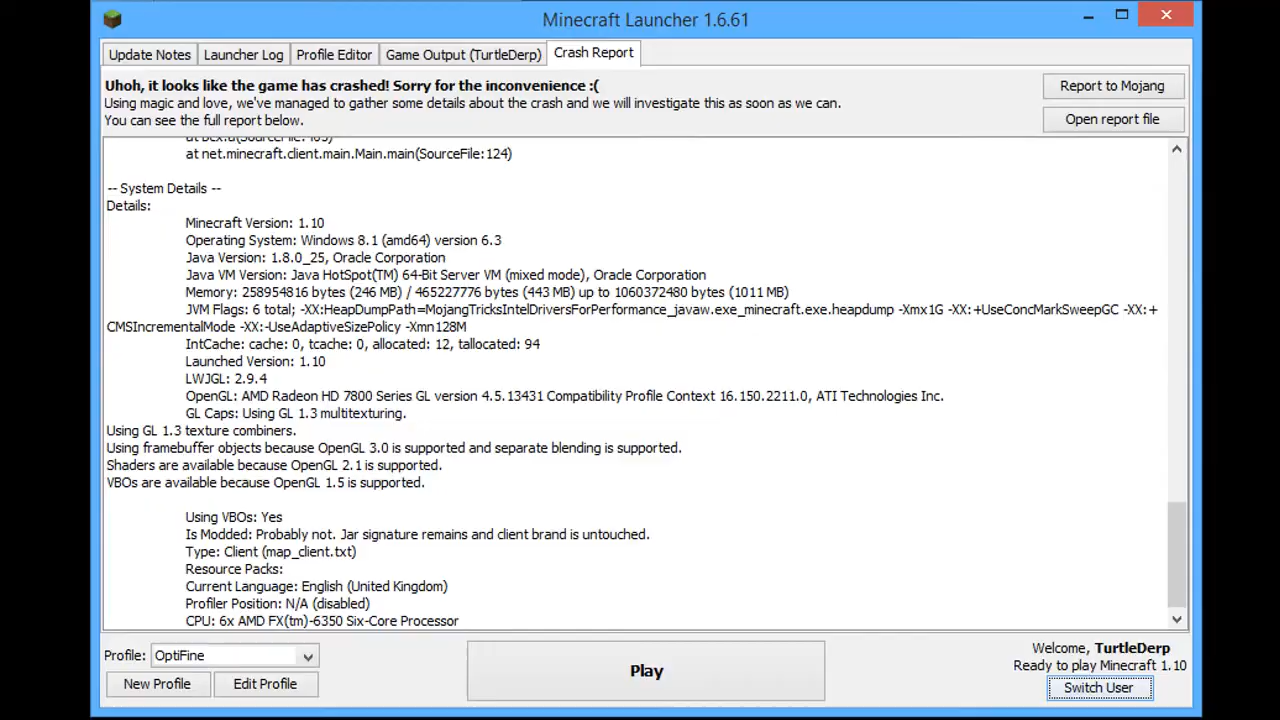 Minecraft Launcher 1.6.61
Update Notes
Launcher Log
Profile Editor
Game Output (TurtleDerp)
Crash Report
Uhoh, it looks like the game has crashed! Sorry for the inconvenience :(
Using magic and love, we've managed to gather some details about the crash and we will investigate this as soon as we can.
You can see the full report below.
Report to Mojang
Open report file
at net.minecraft.client.main.Main.main(SourceFile:124)
-- System Details --
Details:
Minecraft Version: 1.10
Operating System: Windows 8.1 (amd64) version 6.3
Java Version: 1.8.0_25, Oracle Corporation
Java VM Version: Java HotSpot(TM) 64-Bit Server VM (mixed mode), Oracle Corporation
Memory: 258954816 bytes (246 MB) / 465227776 bytes (443 MB) up to 1060372480 bytes (1011 MB)
JVM Flags: 6 total; -XX:HeapDumpPath=MojangTricksIntelDriversForPerformance_javaw.exe_minecraft.exe.heapdump -Xmx1G -XX:+UseConcMarkSweepGC -XX:+
CMSIncrementalMode -XX:-UseAdaptiveSizePolicy -Xmn128M
IntCache: cache: 0, tcache: 0, allocated: 12, tallocated: 94
Launched Version: 1.10
LWJGL: 2.9.4
OpenGL: AMD Radeon HD 7800 Series GL version 4.5.13431 Compatibility Profile Context 16.150.2211.0, ATI Technologies Inc.
GL Caps: Using GL 1.3 multitexturing.
Using GL 1.3 texture combiners.
Using framebuffer objects because OpenGL 3.0 is supported and separate blending is supported.
Shaders are available because OpenGL 2.1 is supported.
VBOs are available because OpenGL 1.5 is supported.
Using VBOs: Yes
Is Modded: Probably not. Jar signature remains and client brand is untouched.
Type: Client (map_client.txt)
Resource Packs:
Current Language: English (United Kingdom)
Profiler Position: N/A (disabled)
CPU: 6x AMD FX(tm)-6350 Six-Core Processor
Profile: OptiFine
New Profile
Edit Profile
Play
Welcome, TurtleDerp
Ready to play Minecraft 1.10
Switch User